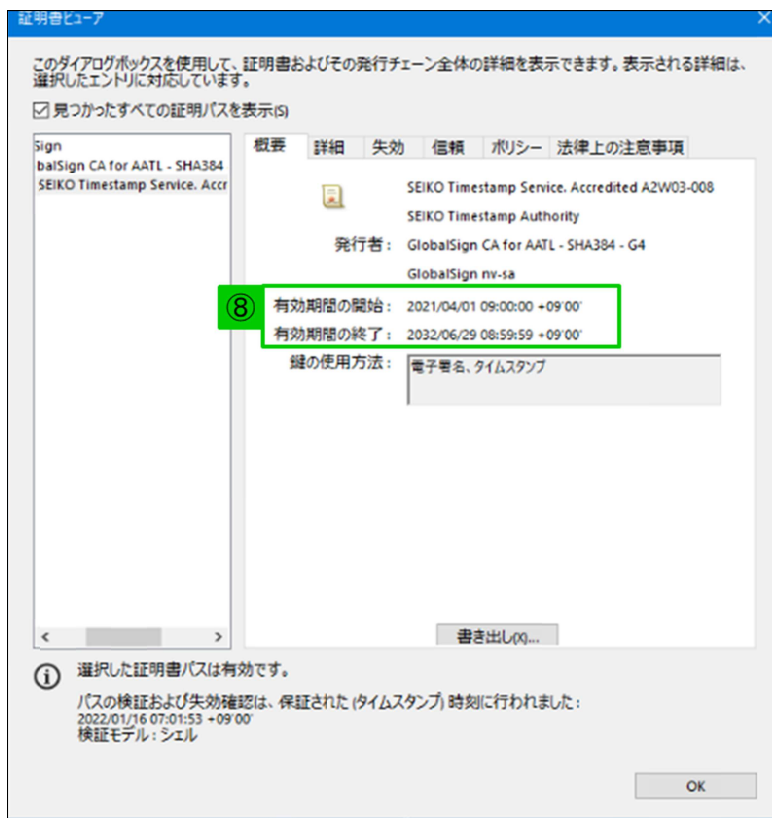 証明書ビューア
このダイアログボックスを使用して、証明書およびその発行チェーン全体の詳細を表示できます。表示される詳細は、
選択したエントリに対応しています。
見つかったすべての証明パスを表示(S)
Sign
balSign CA for AATL - SHA384
SEIKO Timestamp Service. Accr
概要 詳細 失効 信頼 ポリシー 法律上の注意事項
SEIKO Timestamp Service. Accredited A2W03-008
SEIKO Timestamp Authority
発行者： GlobalSign CA for AATL - SHA384 - G4
GlobalSign nv-sa
⑧
有効期間の開始： 2021/04/01 09:00:00 +09'00'
有効期間の終了： 2032/06/29 08:59:59 +09'00'
鍵の使用方法： 電子署名、タイムスタンプ
書き出し(X)...
選択した証明書パスは有効です。
パスの検証および失効確認は、保証された (タイムスタンプ) 時刻に行われました：
2022/01/16 07:01:53 +09'00'
検証モデル：シェル
OK